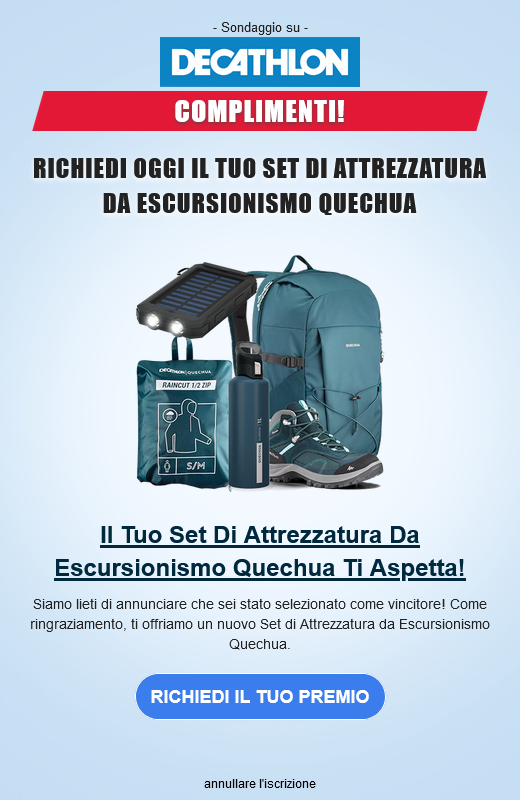 - Sondaggio su -
DECATHLON
COMPLIMENTI!
RICHIEDI OGGI IL TUO SET DI ATTREZZATURA
DA ESCURSIONISMO QUECHUA
QUECHUA
DECATHLON | QUECHUA
RAINCUT 1/2 ZIP
1L
QUECHUA
S/M
Il Tuo Set Di Attrezzatura Da
Escursionismo Quechua Ti Aspetta!
Siamo lieti di annunciare che sei stato selezionato come vincitore! Come
ringraziamento, ti offriamo un nuovo Set di Attrezzatura da Escursionismo
Quechua.
RICHIEDI IL TUO PREMIO
annullare l'iscrizione